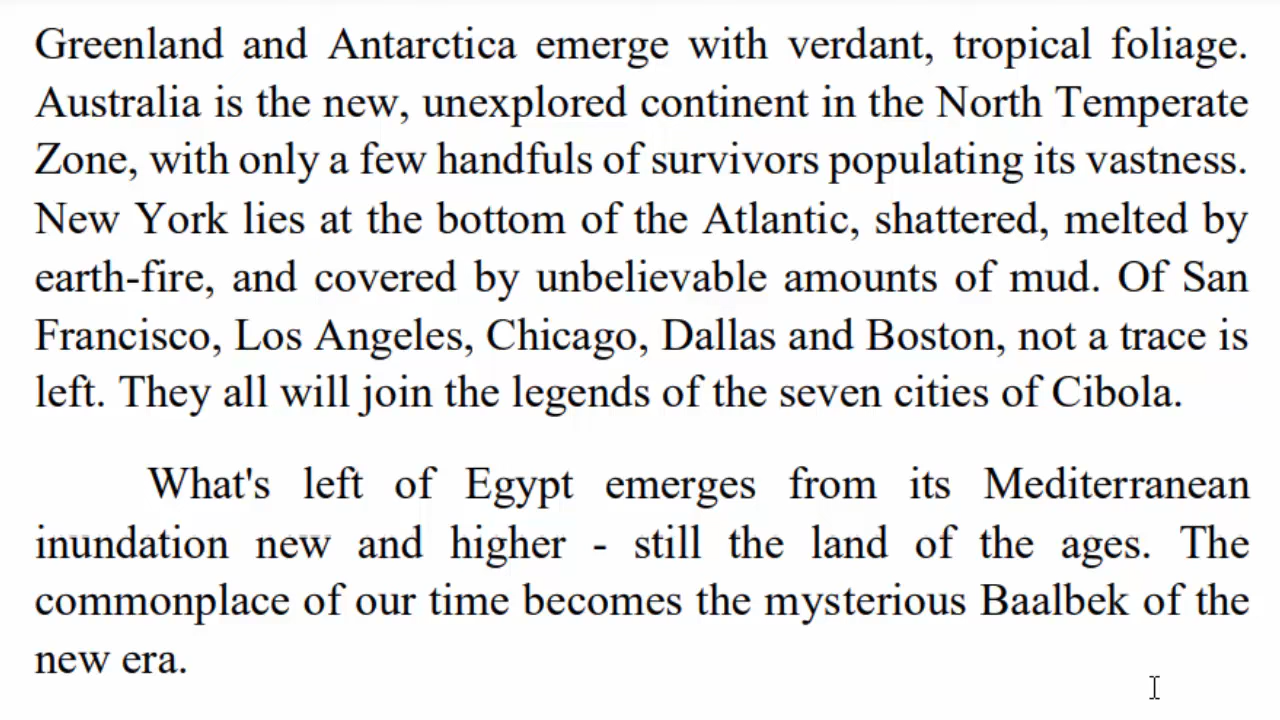 Greenland and Antarctica emerge with verdant, tropical foliage.
Australia is the new, unexplored continent in the North Temperate
Zone, with only a few handfuls of survivors populating its vastness.
New York lies at the bottom of the Atlantic, shattered, melted by
earth-fire, and covered by unbelievable amounts of mud. Of San
Francisco, Los Angeles, Chicago, Dallas and Boston, not a trace is
left. They all will join the legends of the seven cities of Cibola.
What's left of Egypt emerges from its Mediterranean
inundation new and higher - still the land of the ages. The
commonplace of our time becomes the mysterious Baalbek of the
new era.